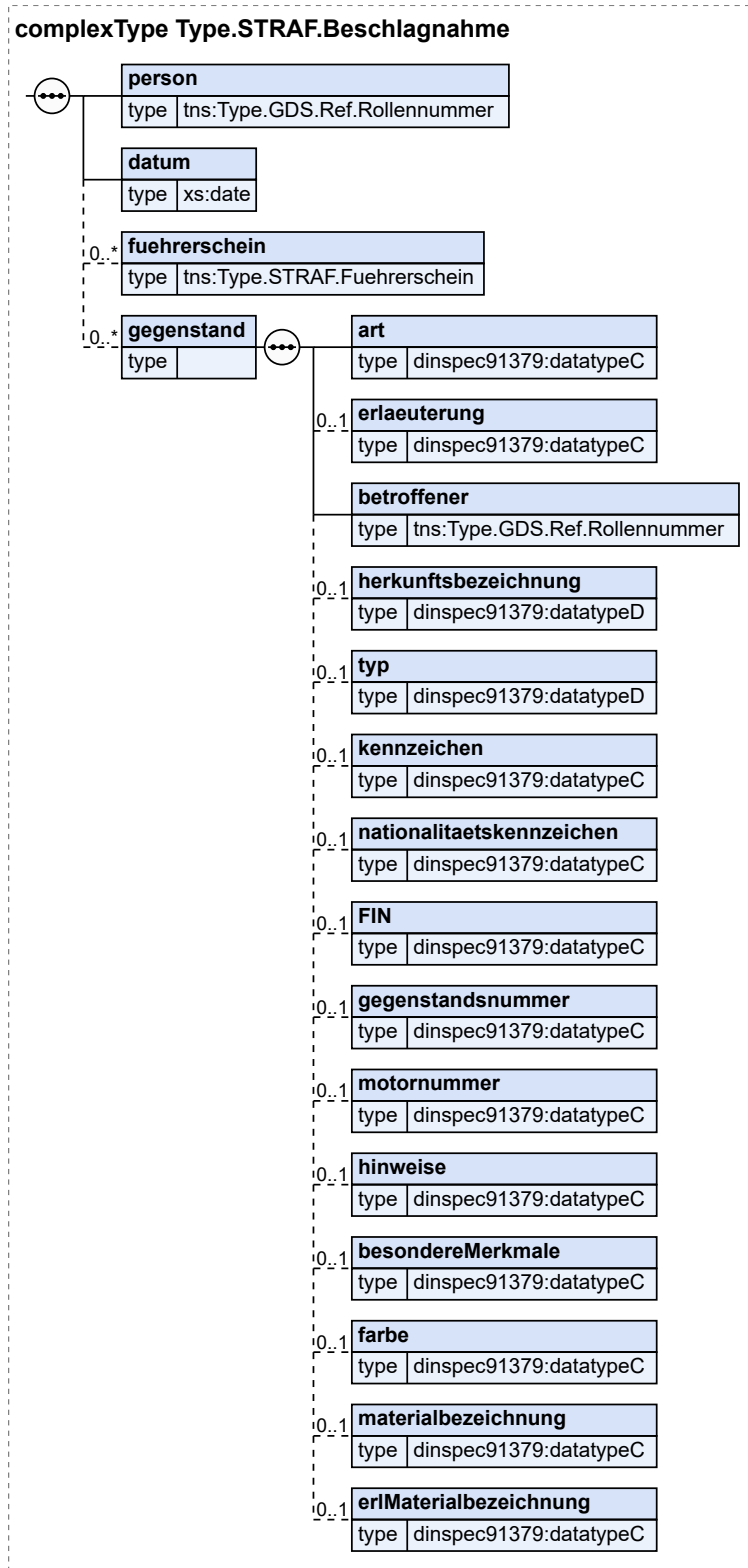 complexType Type.STRAF.Beschlagnahme
person
type tns:Type.GDS.Ref.Rollennummer
datum
type xs:date
0..* fuehrerschein
type tns:Type.STRAF.Fuehrerschein
0..* gegenstand
type
art
type dinspec91379:datatypeC
0..1 erlaeuterung
type dinspec91379:datatypeC
betroffener
type tns:Type.GDS.Ref.Rollennummer
0..1 herkunftsbezeichnung
type dinspec91379:datatypeD
0..1 typ
type dinspec91379:datatypeD
0..1 kennzeichen
type dinspec91379:datatypeC
0..1 nationalitaetskennzeichen
type dinspec91379:datatypeC
0..1 FIN
type dinspec91379:datatypeC
0..1 gegenstandsnummer
type dinspec91379:datatypeC
0..1 motornummer
type dinspec91379:datatypeC
0..1 hinweise
type dinspec91379:datatypeC
0..1 besondereMerkmale
type dinspec91379:datatypeC
0..1 farbe
type dinspec91379:datatypeC
0..1 materialbezeichnung
type dinspec91379:datatypeC
0..1 erlMaterialbezeichnung
type dinspec91379:datatypeC